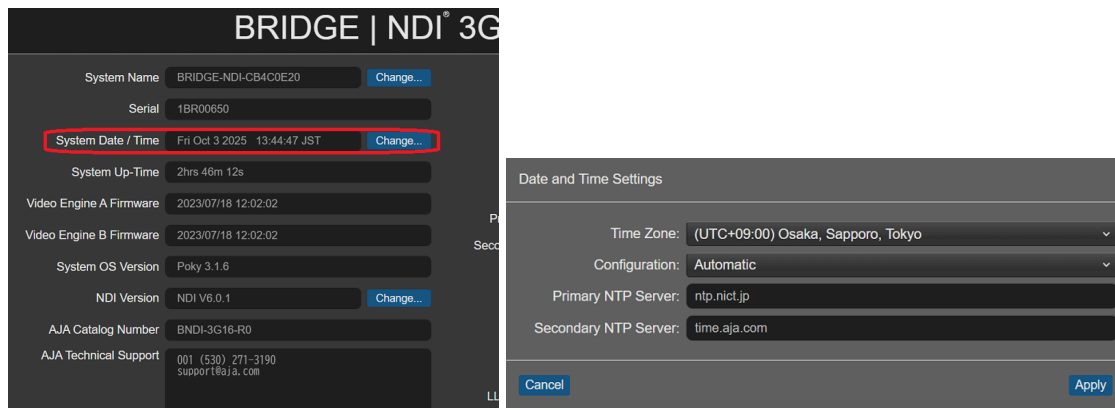 BRIDGE | NDI® 3G
System Name BRIDGE-NDI-CB4C0E20 Change...
Serial 1BR00650
System Date / Time Fri Oct 3 2025 13:44:47 JST Change...
System Up-Time 2hrs 46m 12s
Video Engine A Firmware 2023/07/18 12:02:02
Video Engine B Firmware 2023/07/18 12:02:02
System OS Version Poky 3.1.6
NDI Version NDI V6.0.1 Change...
AJA Catalog Number BNDI-3G16-R0
AJA Technical Support 001 (530) 271-3190
support@aja.com
P
Secc
LL
Date and Time Settings
Time Zone: (UTC+09:00) Osaka, Sapporo, Tokyo
Configuration: Automatic
Primary NTP Server: ntp.nict.jp
Secondary NTP Server: time.aja.com
Cancel Apply